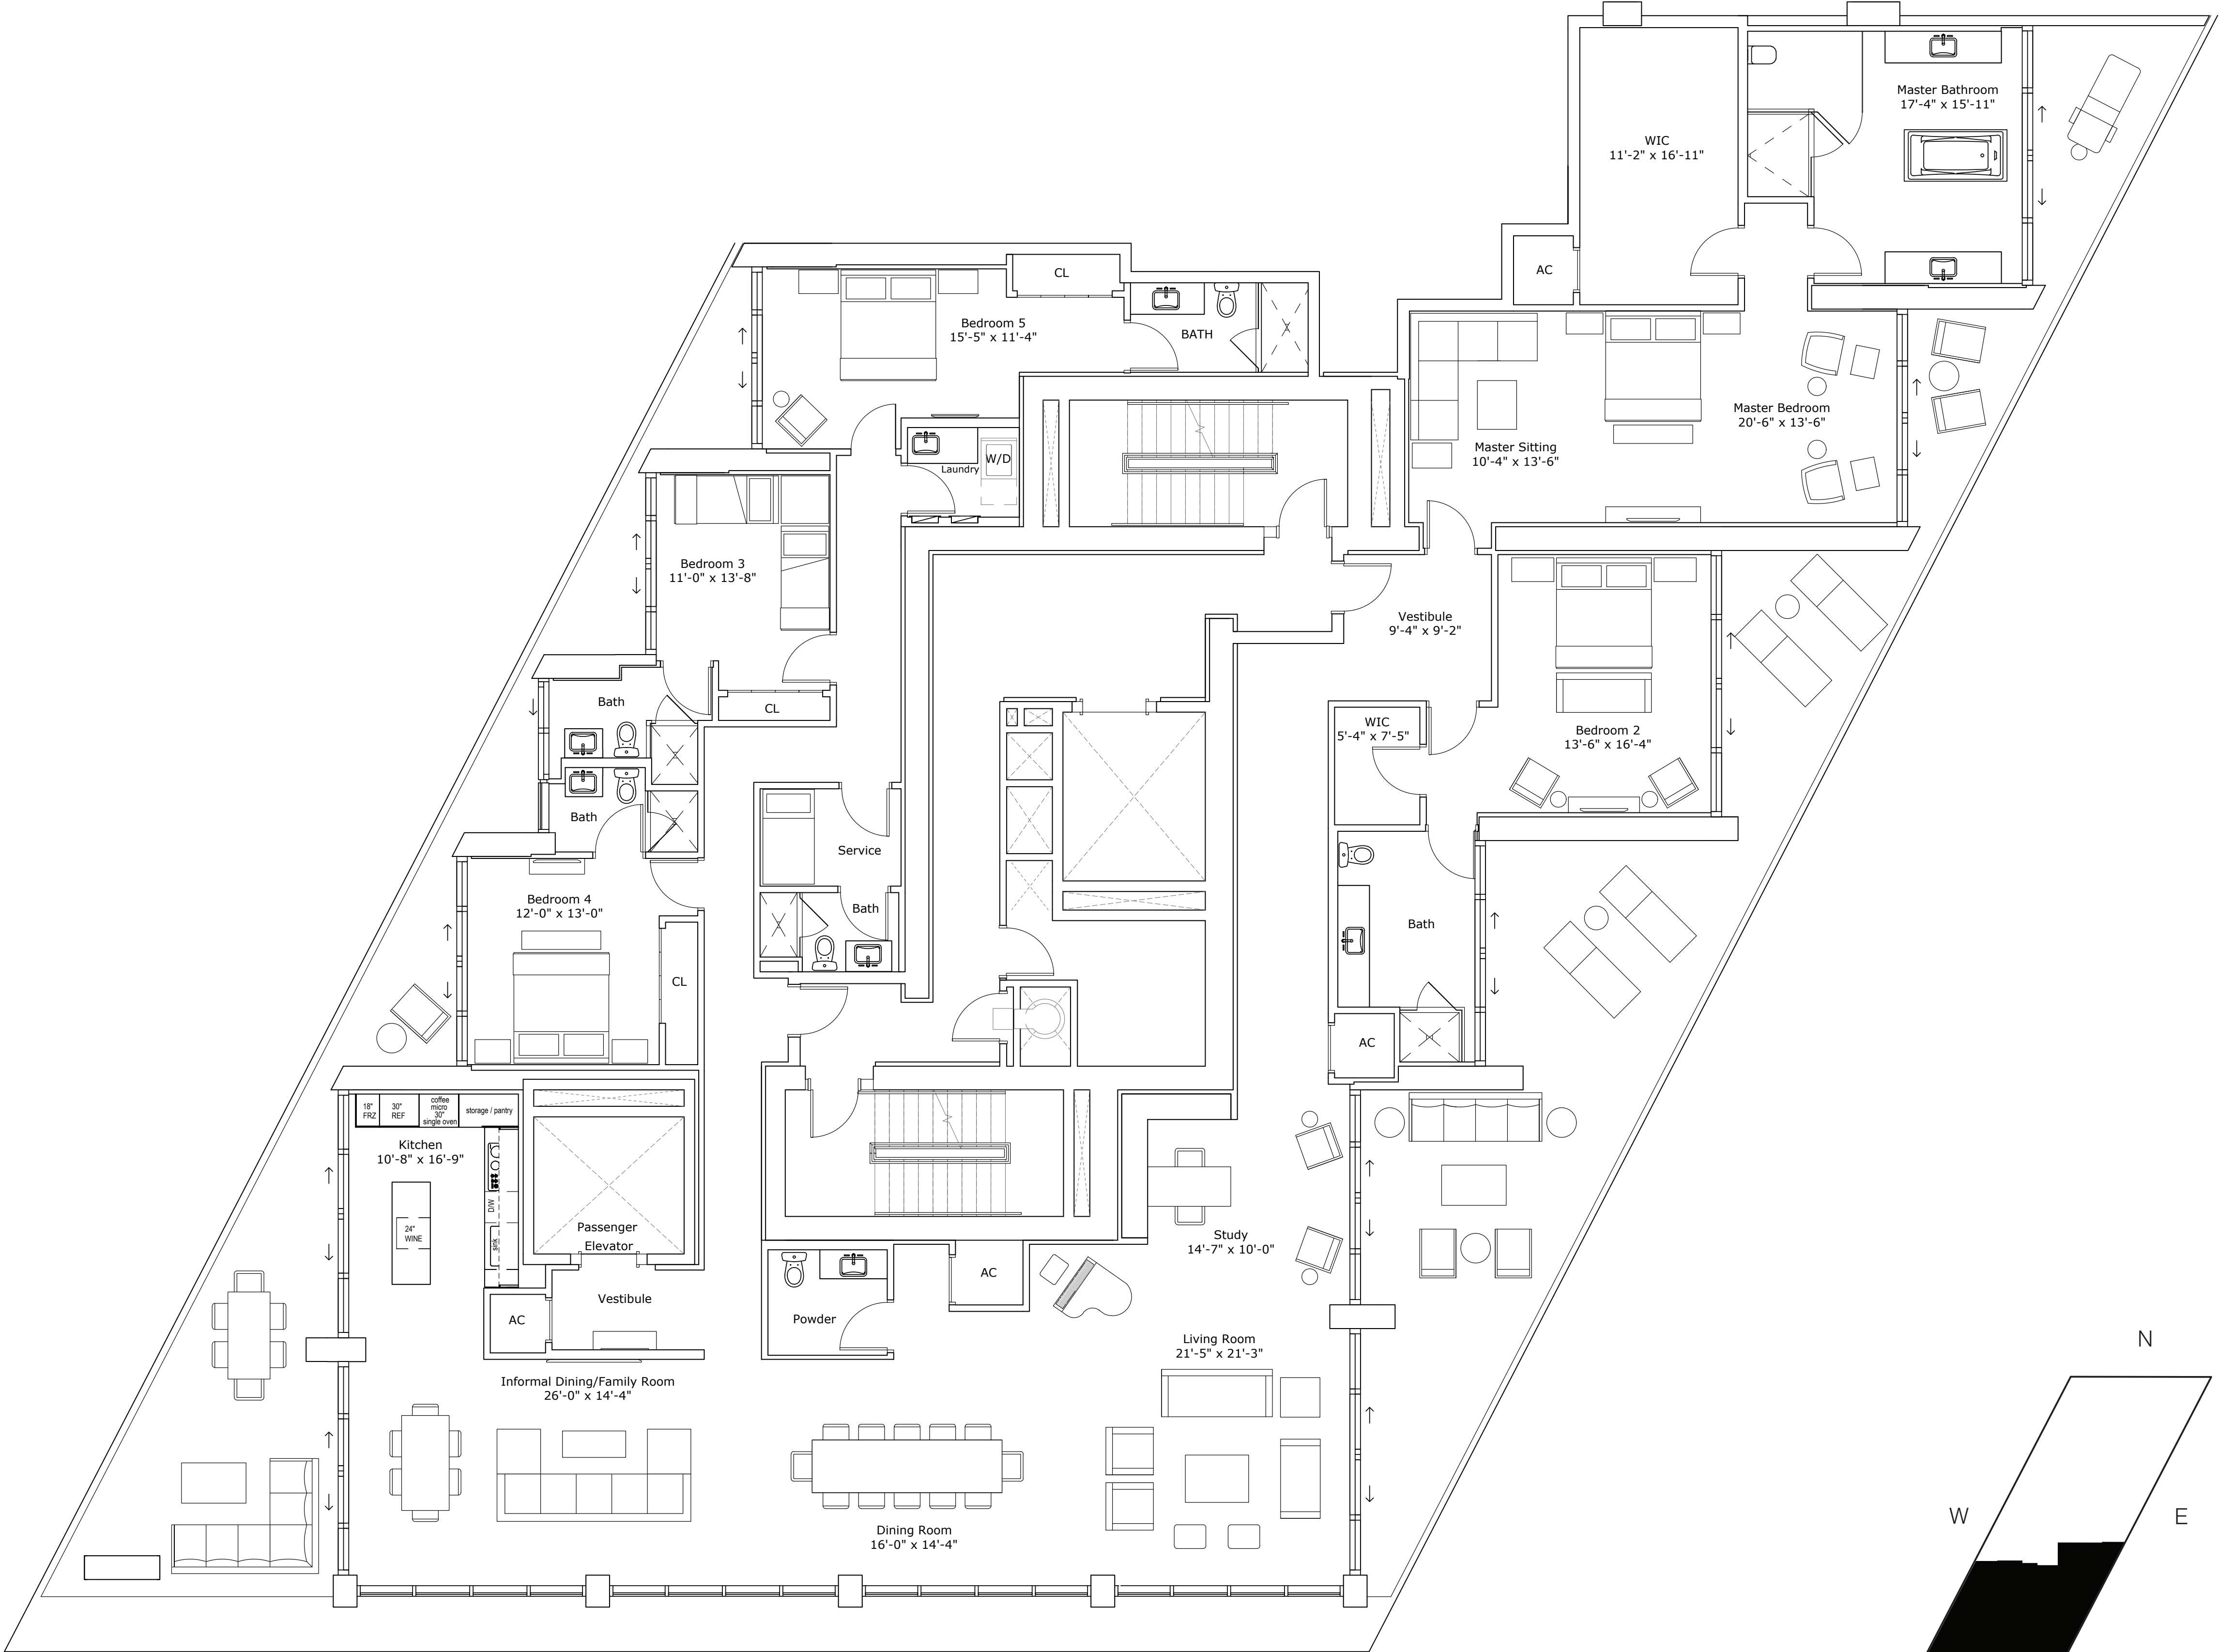 Master Bathroom
17'-4" x 15'-11"
WIC
11'-2" x 16'-11"
AC
CL
Bedroom 5
15'-5" x 11'-4"
BATH
Master Bedroom
20'-6" x 13'-6"
Master Sitting
10'-4" x 13'-6"
Laundry
W/D
Bedroom 3
11'-0" x 13'-8"
Vestibule
9'-4" x 9'-2"
Bath
CL
WIC
5'-4" x 7'-5"
Bedroom 2
13'-6" x 16'-4"
Bath
Service
Bedroom 4
12'-0" x 13'-0"
Bath
Bath
CL
AC
18"
FRZ
30"
REF
coffee
micro
30"
single oven
storage / pantry
Kitchen
10'-8" x 16'-9"
D/W
24"
WINE
sink
Passenger
Elevator
Study
14'-7" x 10'-0"
AC
Vestibule
AC
Powder
Living Room
21'-5" x 21'-3"
Informal Dining/Family Room
26'-0" x 14'-4"
Dining Room
16'-0" x 14'-4"
N
W
E